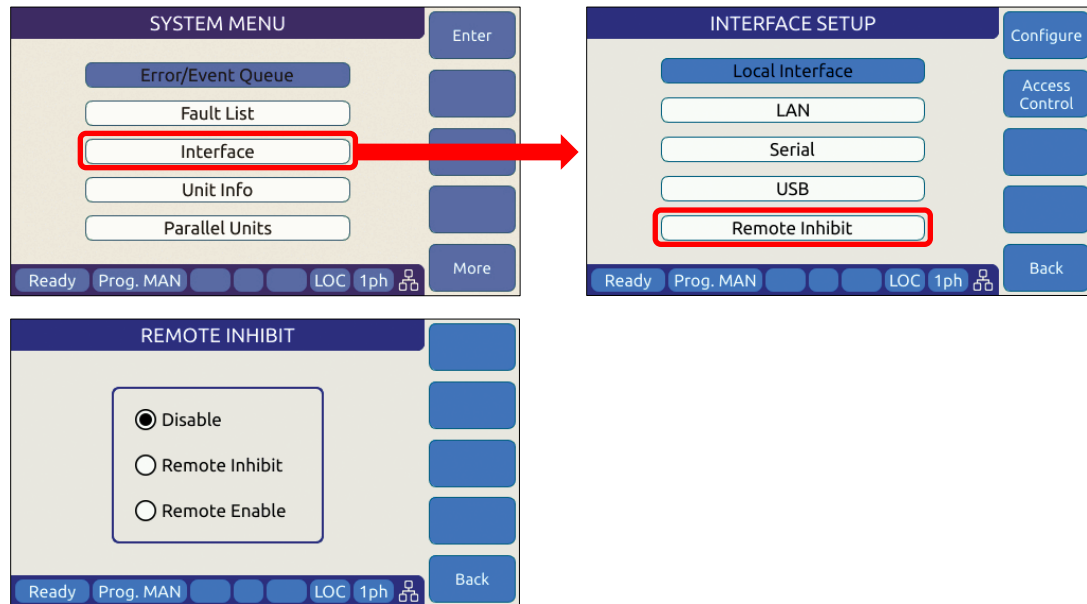 SYSTEM MENU
Enter
Error/Event Queue
Fault List
Interface
Unit Info
Parallel Units
More
Ready Prog. MAN LOC 1ph
INTERFACE SETUP
Configure
Local Interface
Access
Control
LAN
Serial
USB
Remote Inhibit
Back
Ready Prog. MAN LOC 1ph
REMOTE INHIBIT
Disable
Remote Inhibit
Remote Enable
Back
Ready Prog. MAN LOC 1ph